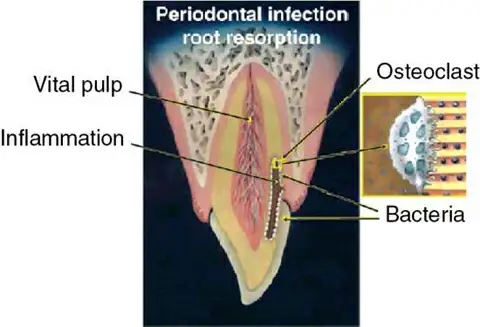 Periodontal infection
root resorption
Vital pulp
Osteoclast
Inflammation
Bacteria